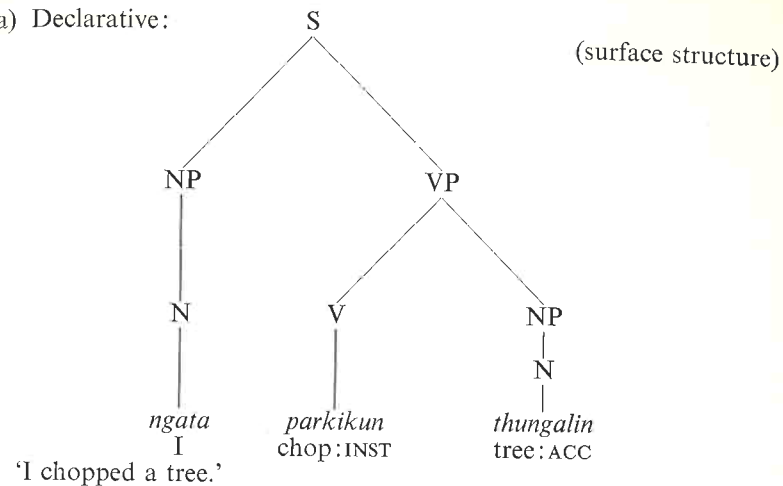 a) Declarative:
S
(surface structure)
NP VP
N V NP
N
ngata parkikun thungalin
I chop:INST tree:ACC
‘I chopped a tree.’